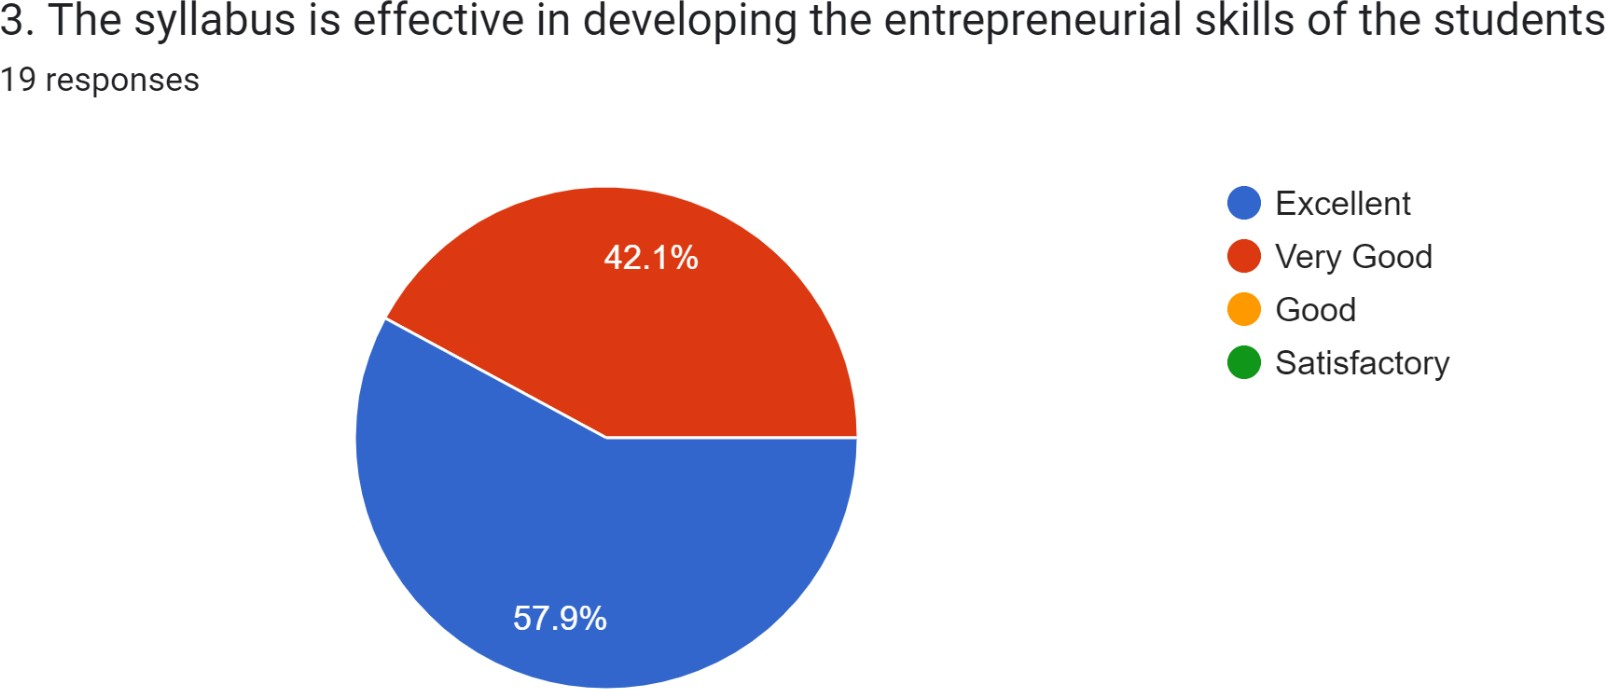 3. The syllabus is effective in developing the entrepreneurial skills of the students
19 responses
42.1%
57.9%
Excellent
Very Good
Good
Satisfactory